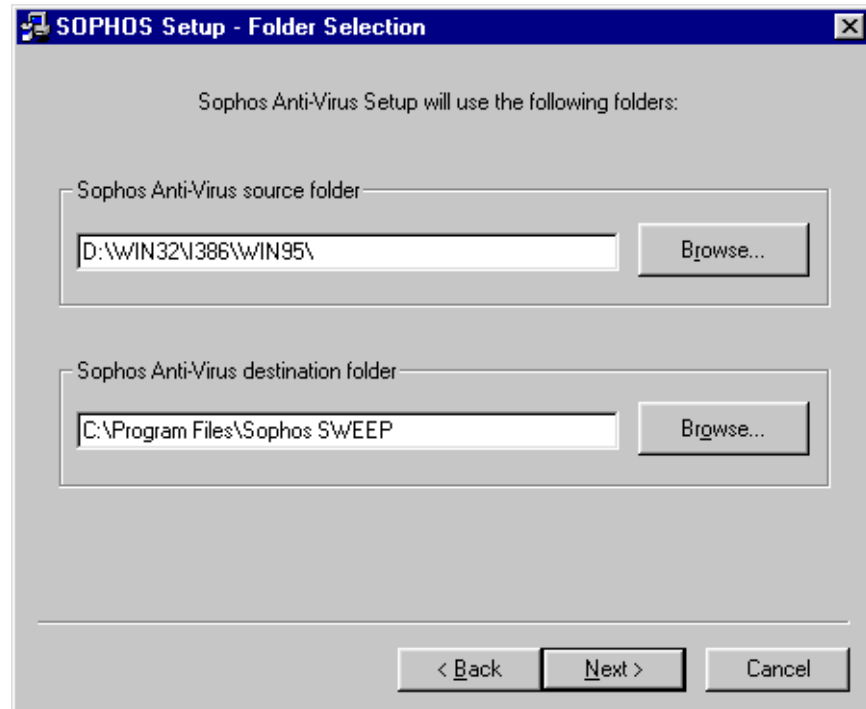 SOPHOS Setup - Folder Selection
Sophos Anti-Virus Setup will use the following folders:
Sophos Anti-Virus source folder
D:\WIN32\I386\WIN95\
Browse...
Sophos Anti-Virus destination folder
C:\Program Files\Sophos SWEEP
Browse...
< Back Next > Cancel